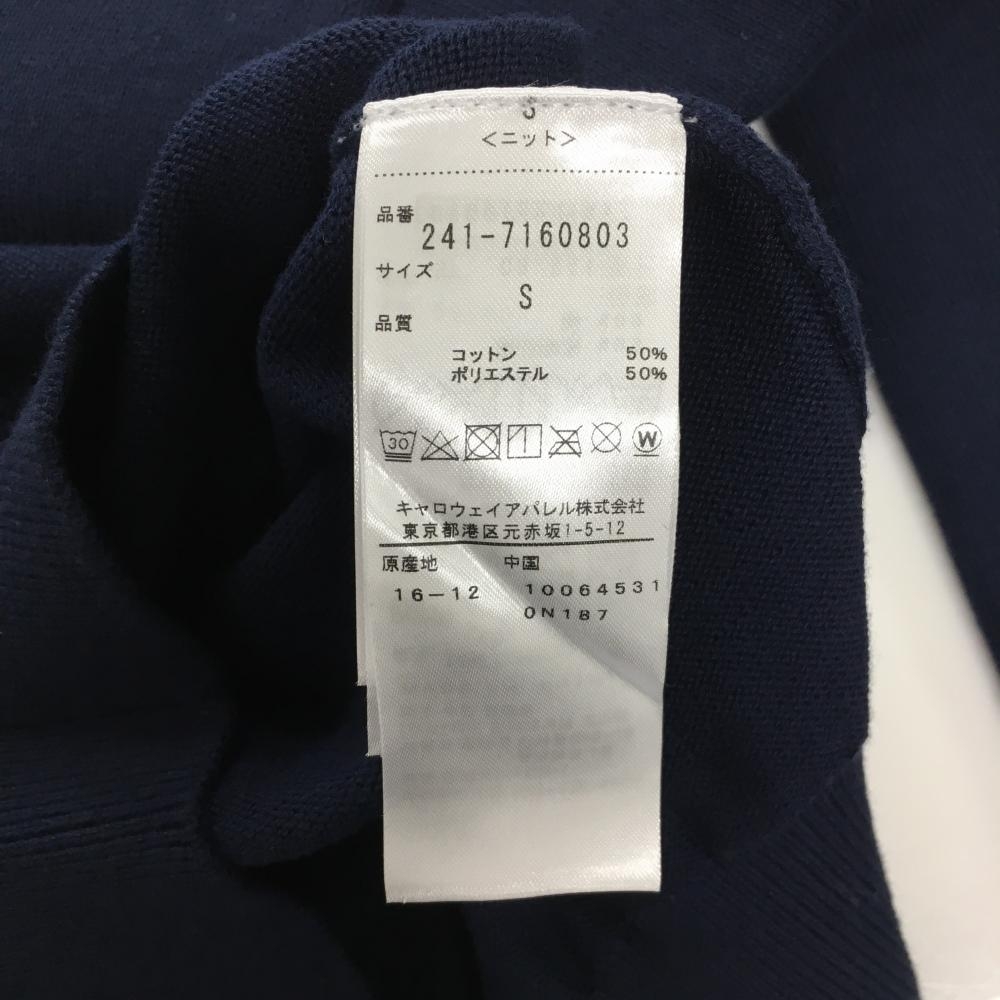 S
<ニット>
品番
241-7160803
サイズ
S
品質
コットン 50%
ポリエステル 50%
30 W
キャロウェイアパレル株式会社
東京都港区元赤坂1-5-12
原産地 中国
16-12 10064531
0N187